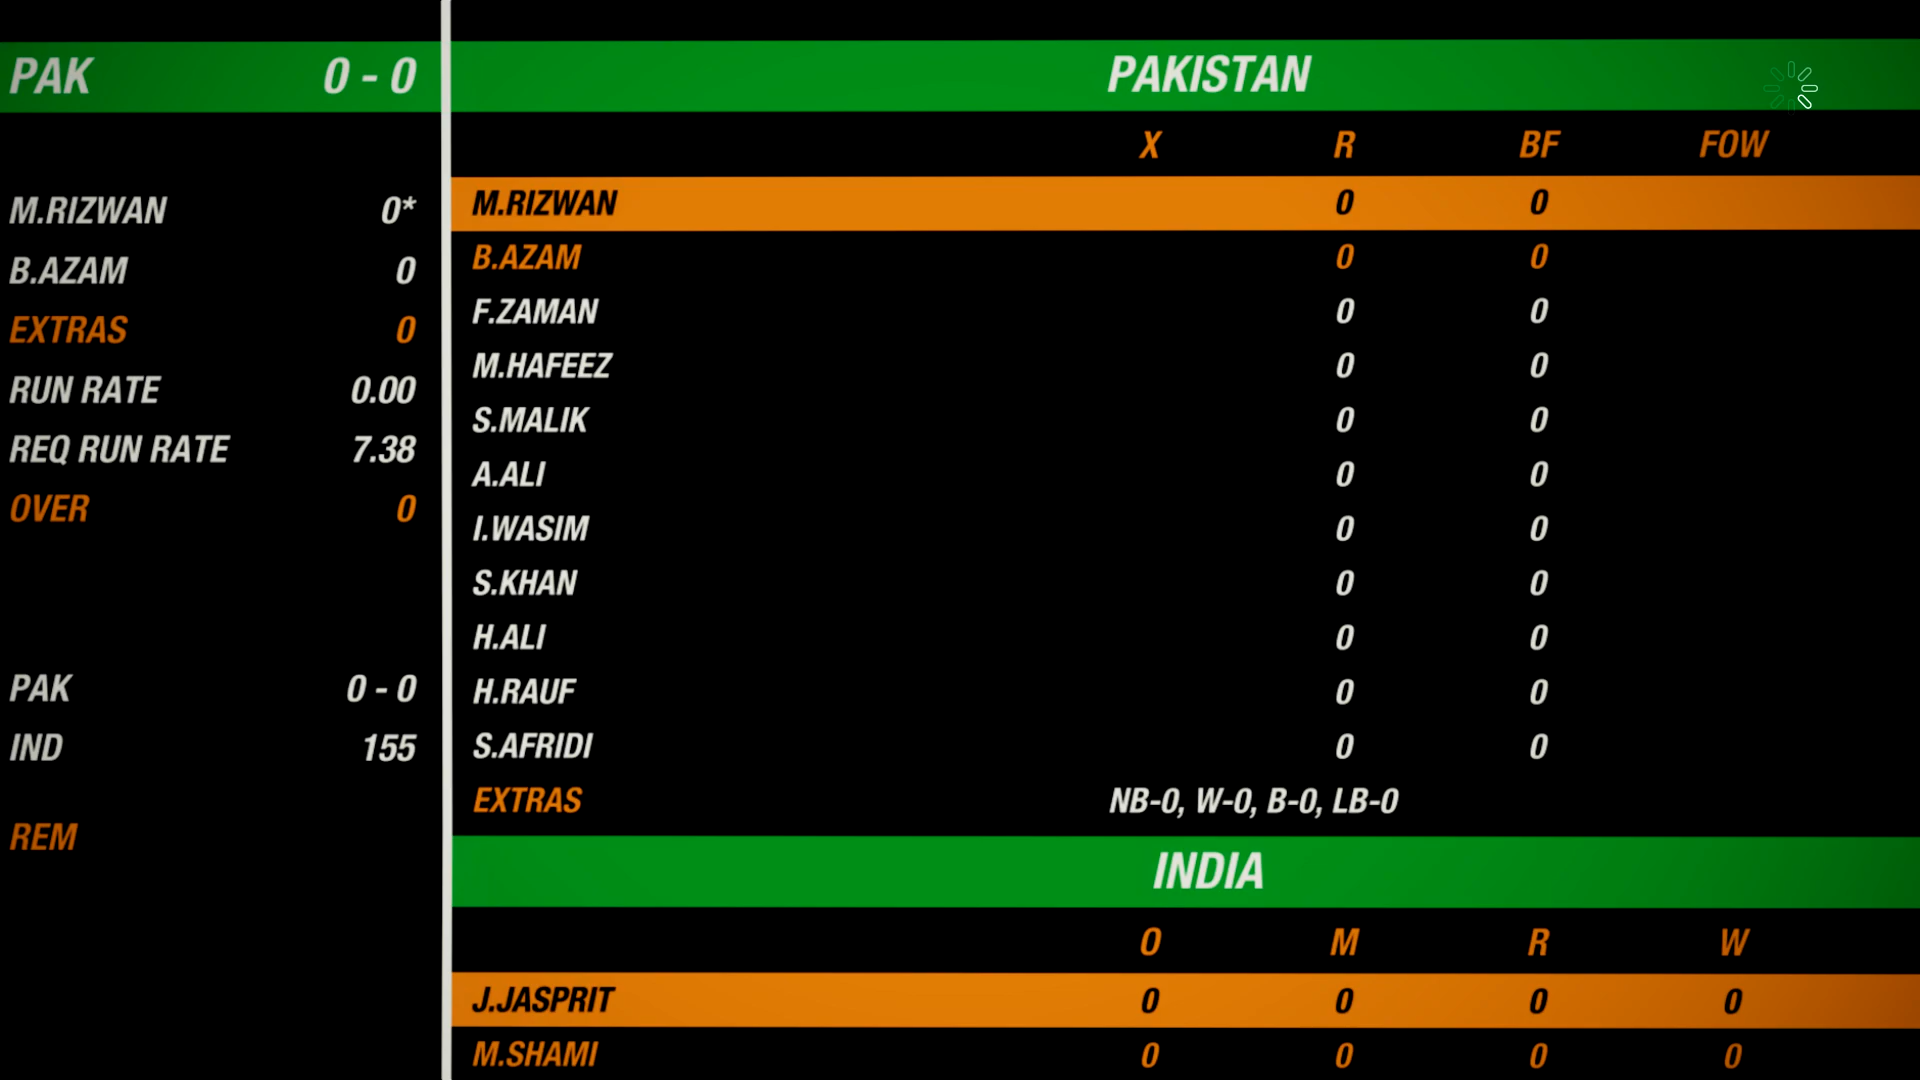 PAK 0 - 0
M.RIZWAN 0*
B.AZAM 0
EXTRAS 0
RUN RATE 0.00
REQ RUN RATE 7.38
OVER 0
PAK 0 - 0
IND 155
REM
PAKISTAN
X R BF FOW
M.RIZWAN 0 0
B.AZAM 0 0
F.ZAMAN 0 0
M.HAFEEZ 0 0
S.MALIK 0 0
A.ALI 0 0
I.WASIM 0 0
S.KHAN 0 0
H.ALI 0 0
H.RAUF 0 0
S.AFRIDI 0 0
EXTRAS NB-0, W-0, B-0, LB-0
INDIA
O M R W
J.JASPRIT 0 0 0 0
M.SHAMI 0 0 0 0